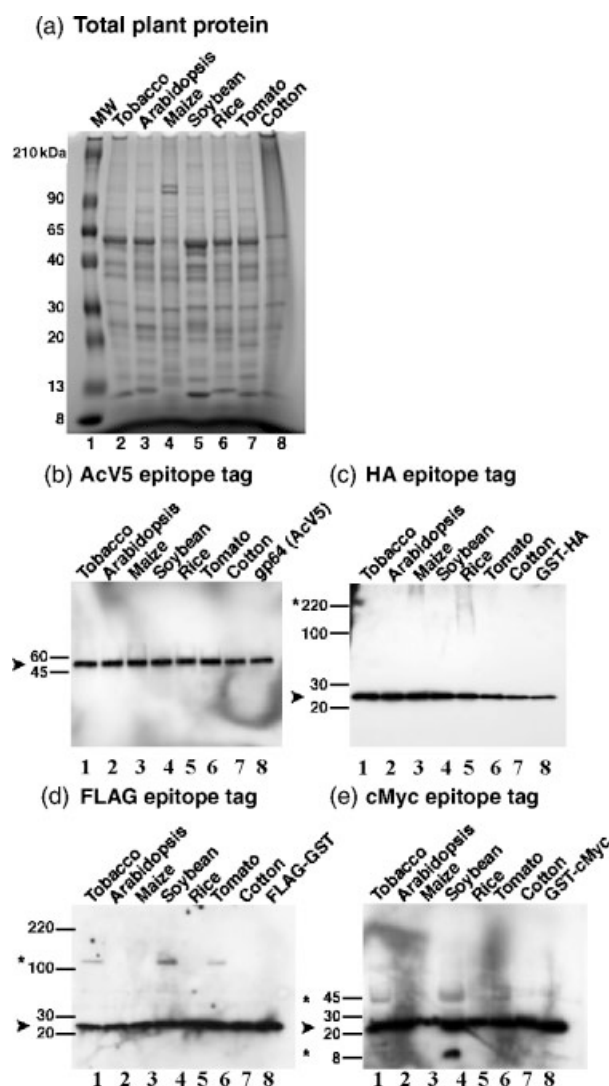 (a) Total plant protein
MW Tobacco Arabidopsis Maize Soybean Rice Tomato Cotton
210 kDa
90
65
40
30
20
13
8
1 2 3 4 5 6 7 8
(b) AcV5 epitope tag
Tobacco Arabidopsis Maize Soybean Rice Tomato Cotton gp64 (AcV5)
60
45
1 2 3 4 5 6 7 8
(c) HA epitope tag
Tobacco Arabidopsis Maize Soybean Rice Tomato Cotton GST-HA
* 220
100
30
20
1 2 3 4 5 6 7 8
(d) FLAG epitope tag
Tobacco Arabidopsis Maize Soybean Rice Tomato Cotton FLAG-GST
220
* 100
30
20
1 2 3 4 5 6 7 8
(e) cMyc epitope tag
Tobacco Arabidopsis Maize Soybean Rice Tomato Cotton GST-cMyc
* 45
30
20
* 8
1 2 3 4 5 6 7 8